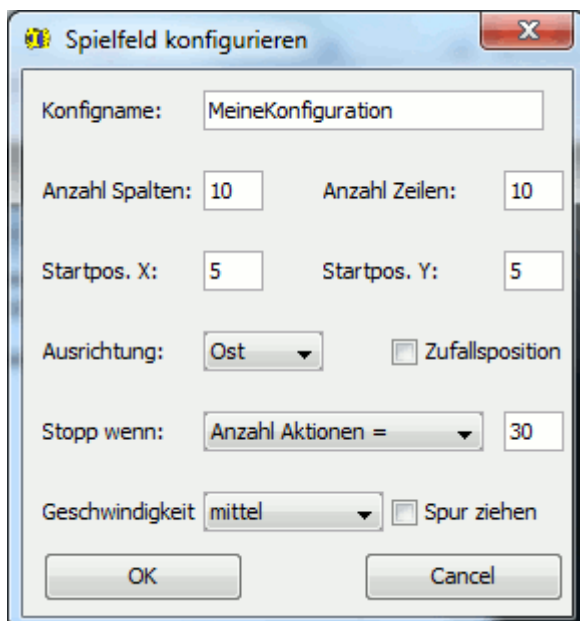 Spielfeld konfigurieren
Konfigname: MeineKonfiguration
Anzahl Spalten: 10 Anzahl Zeilen: 10
Startpos. X: 5 Startpos. Y: 5
Ausrichtung: Ost Zufallsposition
Stopp wenn: Anzahl Aktionen = 30
Geschwindigkeit mittel Spur ziehen
OK Cancel